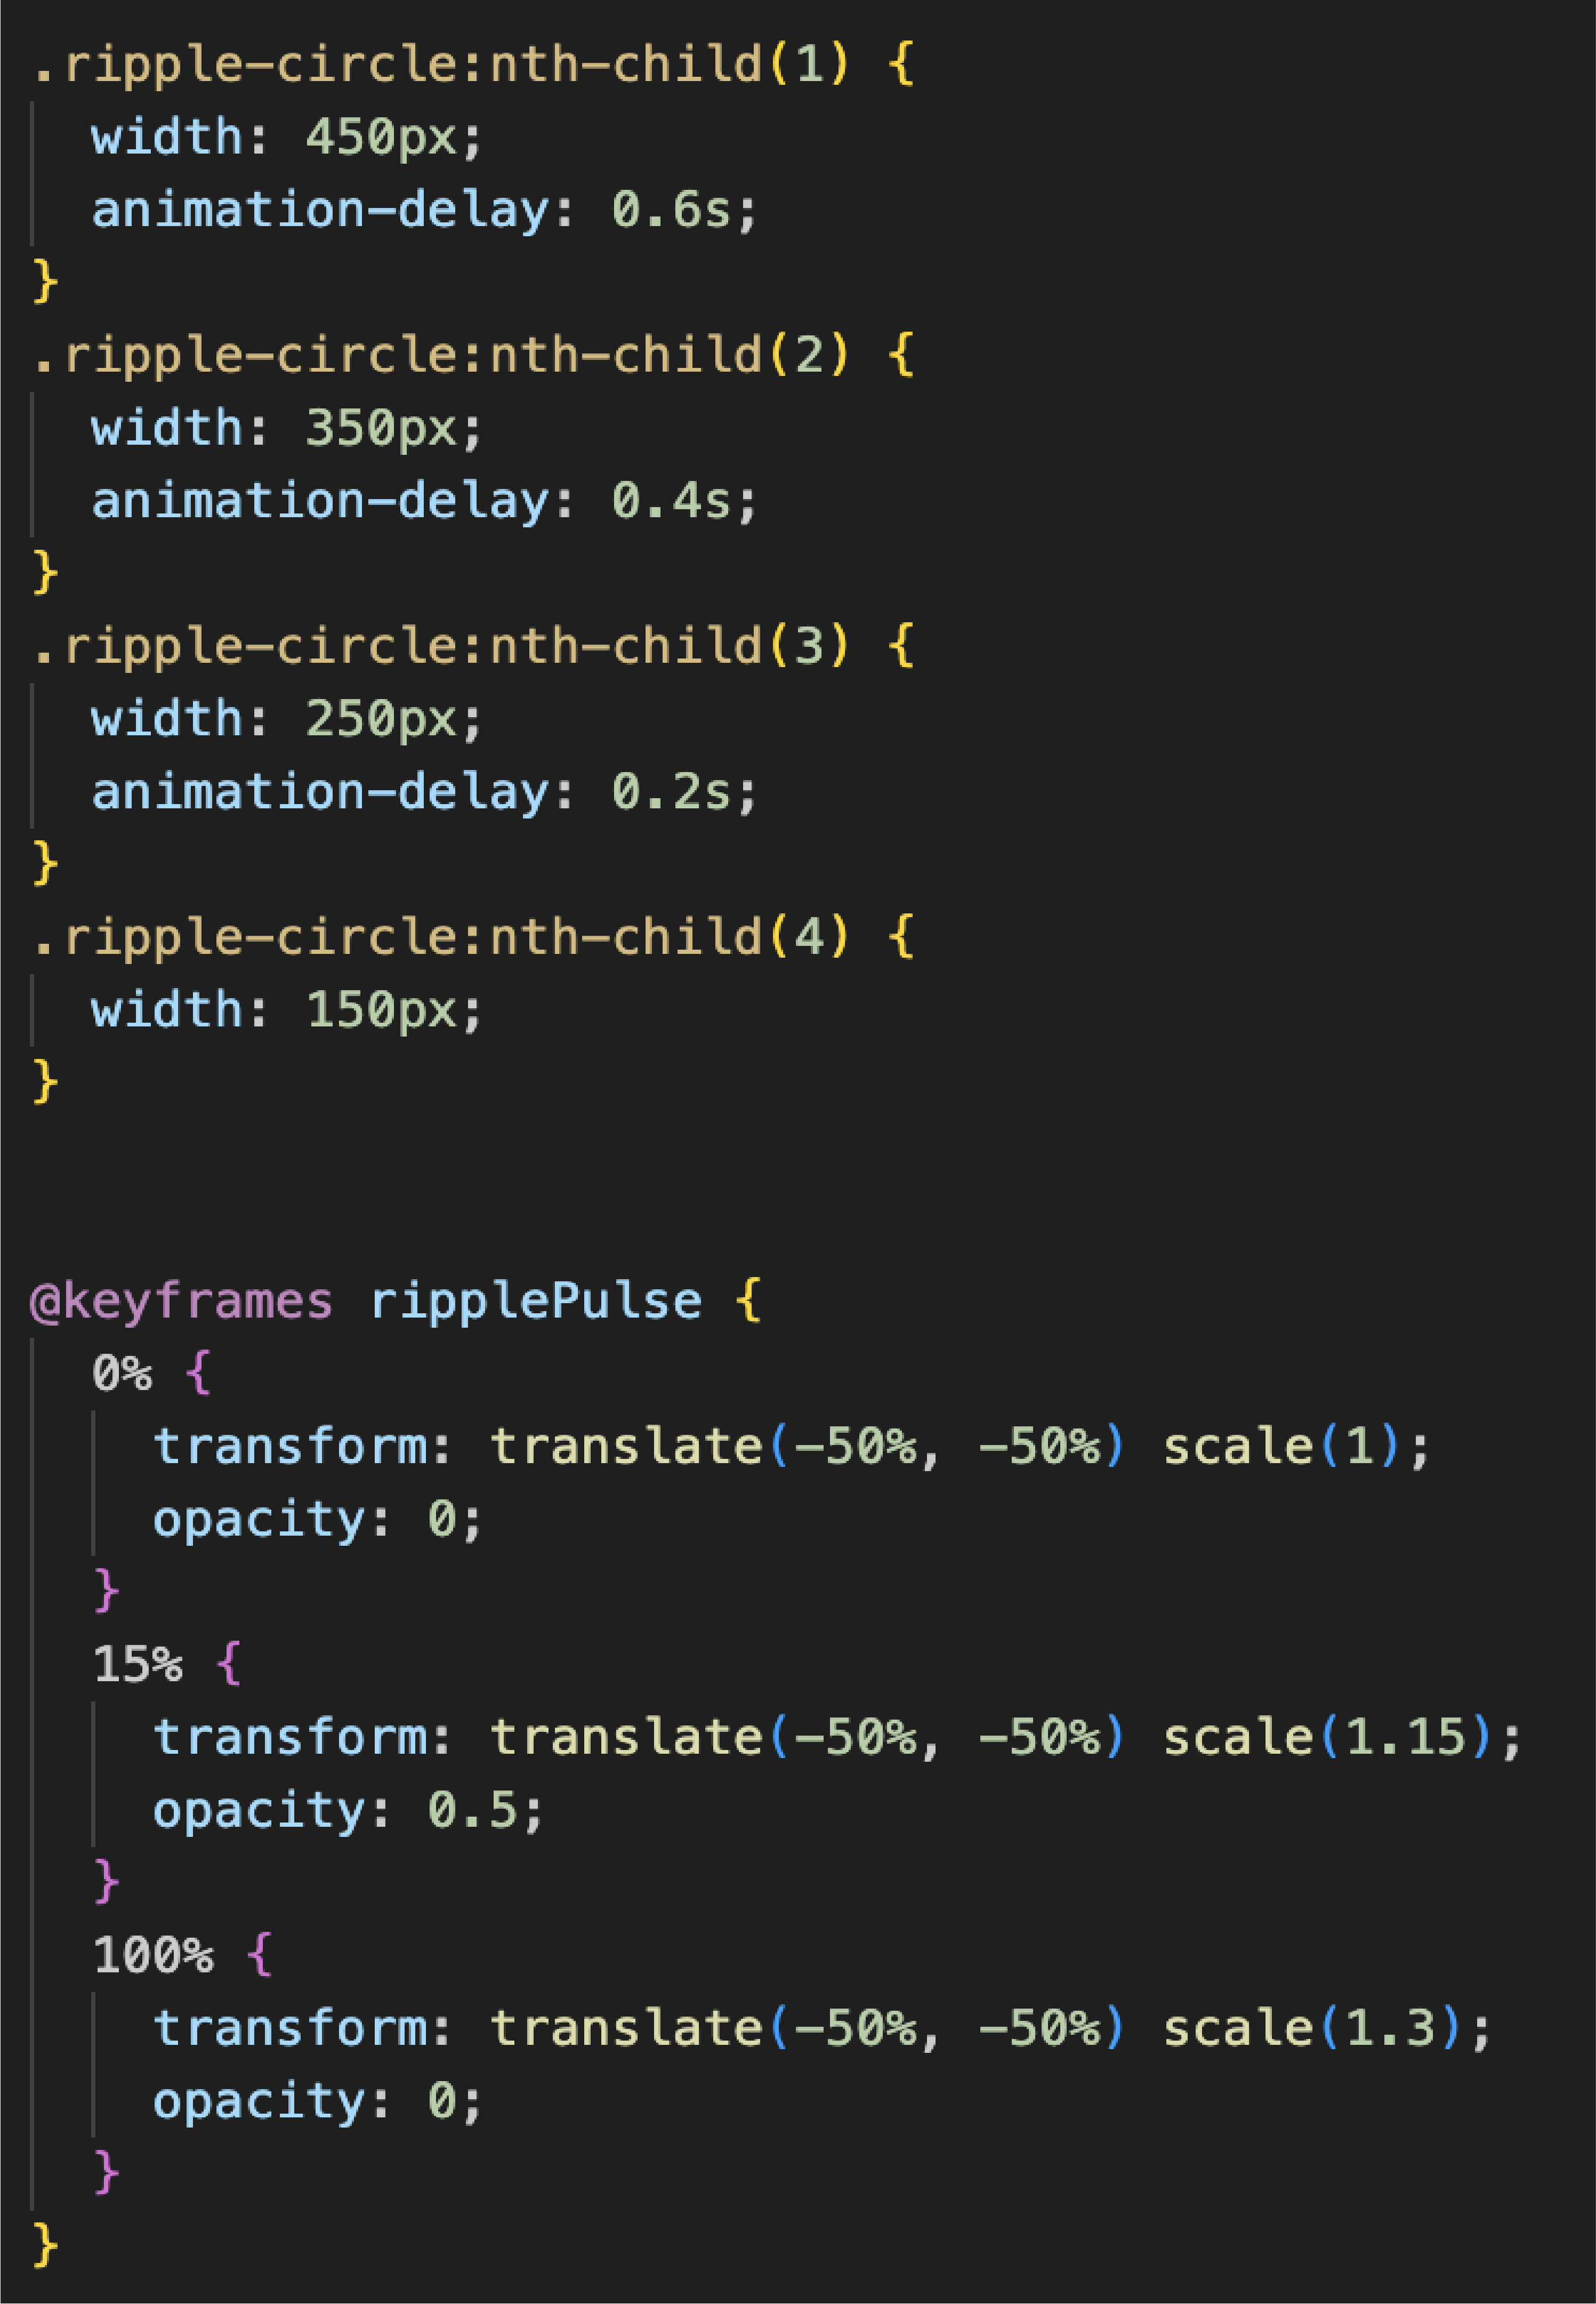 .ripple-circle:nth-child(1) {
  width: 450px;
  animation-delay: 0.6s;
}
.ripple-circle:nth-child(2) {
  width: 350px;
  animation-delay: 0.4s;
}
.ripple-circle:nth-child(3) {
  width: 250px;
  animation-delay: 0.2s;
}
.ripple-circle:nth-child(4) {
  width: 150px;
}
@keyframes ripplePulse {
  0% {
    transform: translate(-50%, -50%) scale(1);
    opacity: 0;
  }
  15% {
    transform: translate(-50%, -50%) scale(1.15);
    opacity: 0.5;
  }
  100% {
    transform: translate(-50%, -50%) scale(1.3);
    opacity: 0;
  }
}